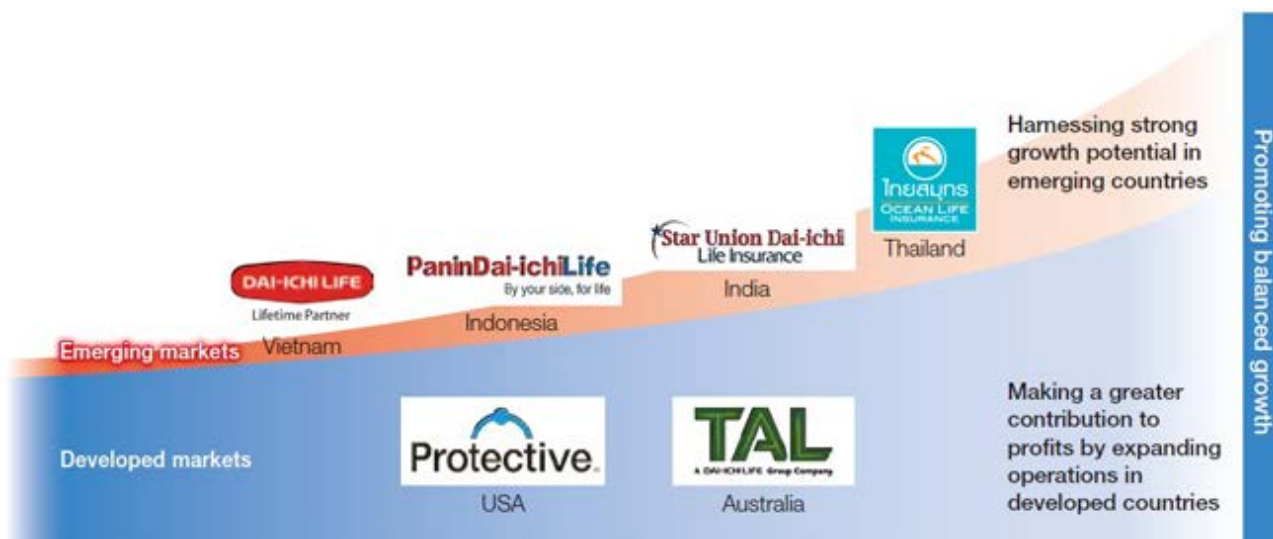 Harnessing strong
growth potential in
emerging countries
ไทยสมุทร
OCEAN LIFE
INSURANCE
Thailand
Star Union Dai-ichi
Life Insurance
India
PaninDai-ichiLife
By your side, for life
Indonesia
DAI-ICHI LIFE
Lifetime Partner
Vietnam
Emerging markets
Developed markets
Protective
USA
TAL
A DAI-ICHI LIFE Group Company
Australia
Making a greater
contribution to
profits by expanding
operations in
developed countries
Promoting balanced growth